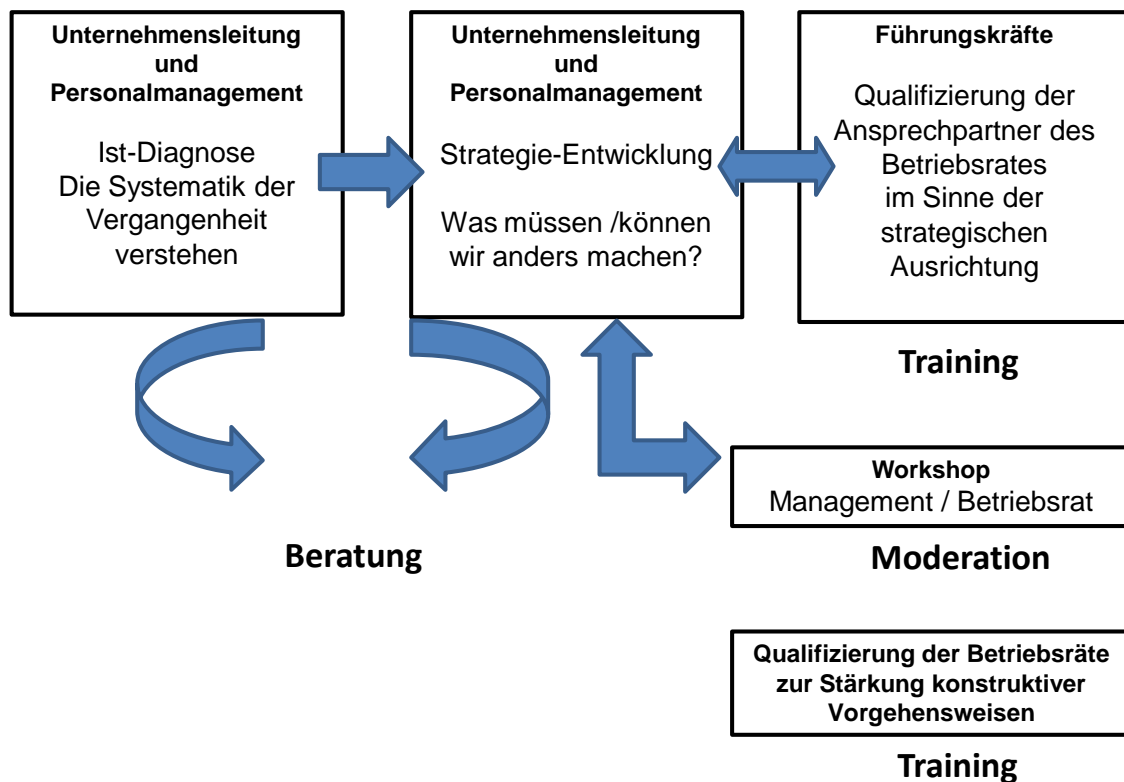 Unternehmensleitung
und
Personalmanagement
Ist-Diagnose
Die Systematik der
Vergangenheit
verstehen
Unternehmensleitung
und
Personalmanagement
Strategie-Entwicklung
Was müssen /können
wir anders machen?
Führungskräfte
Qualifizierung der
Ansprechpartner des
Betriebsrates
im Sinne der
strategischen
Ausrichtung
Training
Workshop
Management / Betriebsrat
Moderation
Beratung
Qualifizierung der Betriebsräte
zur Stärkung konstruktiver
Vorgehensweisen
Training